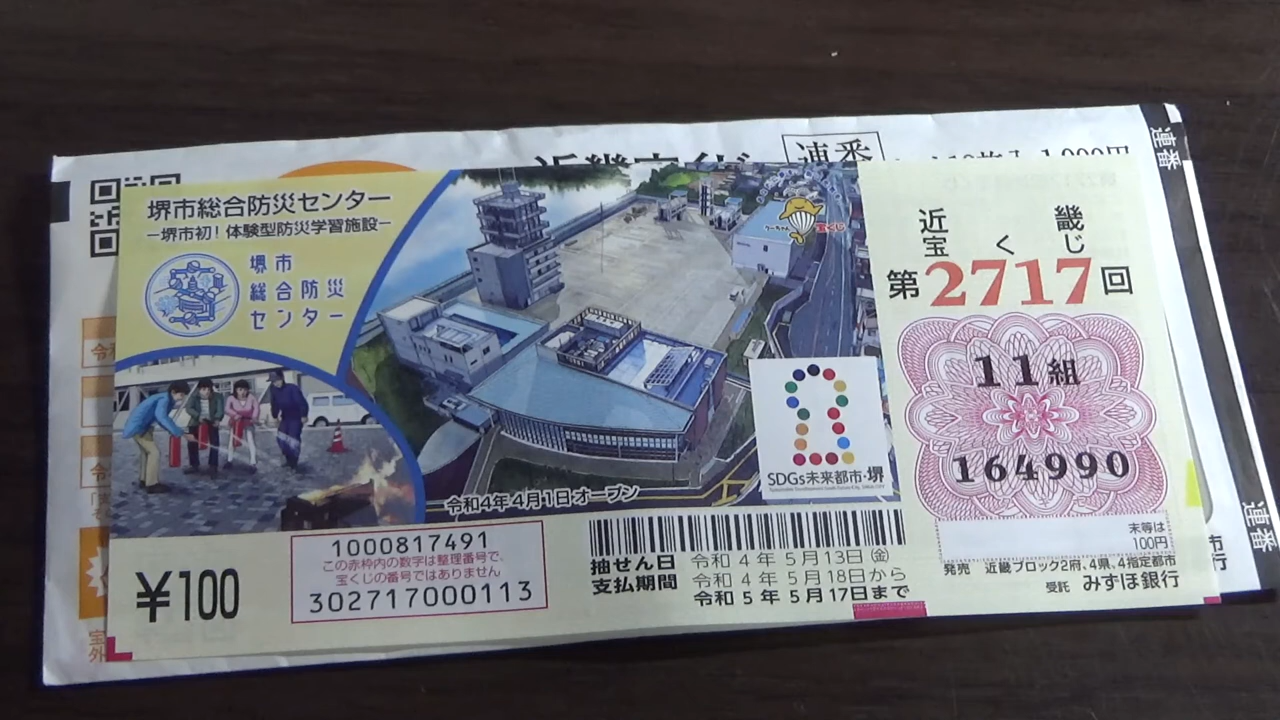 連番
堺市総合防災センター
─堺市初！体験型防災学習施設─
堺市
総合防災
センター
クーちゃん
宝くじ
近畿
宝くじ
第2717回
11組
164990
SDGs未来都市・堺
令和4年4月1日オープン
末等は
100円
発売 近畿ブロック2府、4県、4指定都市
受託 みずほ銀行
¥100
1000817491
この赤枠内の数字は整理番号で、
宝くじの番号ではありません
302717000113
抽せん日 令和4年5月13日(金)
支払期間 令和4年5月18日から
令和5年5月17日まで
連番
連番